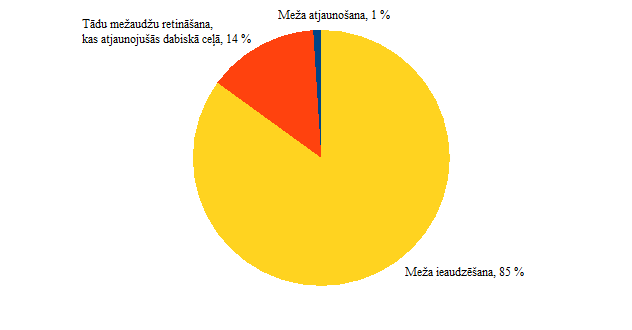 Meža atjaunošana, 1 %
Tādu mežaudžu retināšana,
kas atjaunojušās dabiskā ceļā, 14 %
Meža ieaudzēšana, 85 %